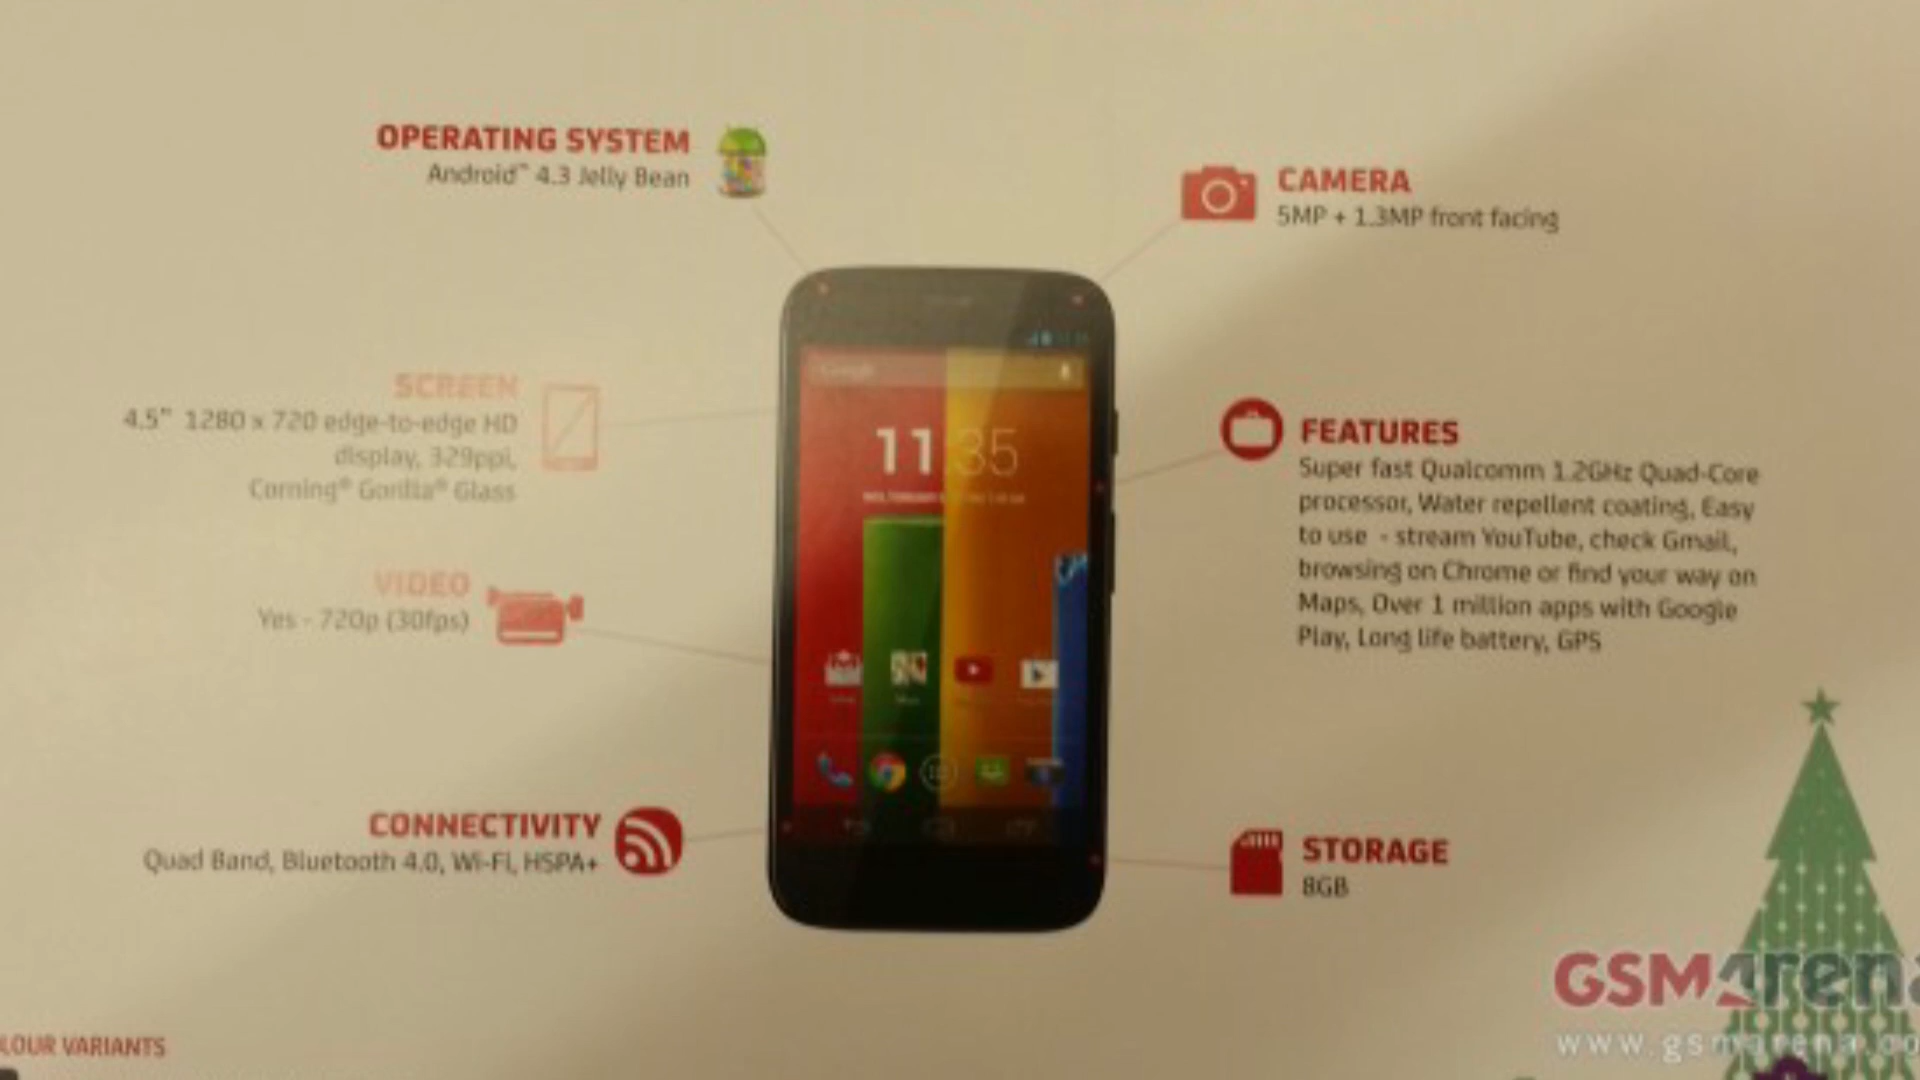 OPERATING SYSTEM
Android™ 4.3 Jelly Bean
CAMERA
5MP + 1.3MP front facing
SCREEN
4.5" 1280 x 720 edge-to-edge HD
display, 329ppi,
Corning® Gorilla® Glass
Google
11:35
FEATURES
Super fast Qualcomm 1.2GHz Quad-Core
processor, Water repellent coating, Easy
to use - stream YouTube, check Gmail,
browsing on Chrome or find your way on
Maps, Over 1 million apps with Google
Play, Long life battery, GPS
VIDEO
Yes - 720p (30fps)
CONNECTIVITY
Quad Band, Bluetooth 4.0, Wi-Fi, HSPA+
STORAGE
8GB
GSMarena
www.gsmarena.co
LOUR VARIANTS